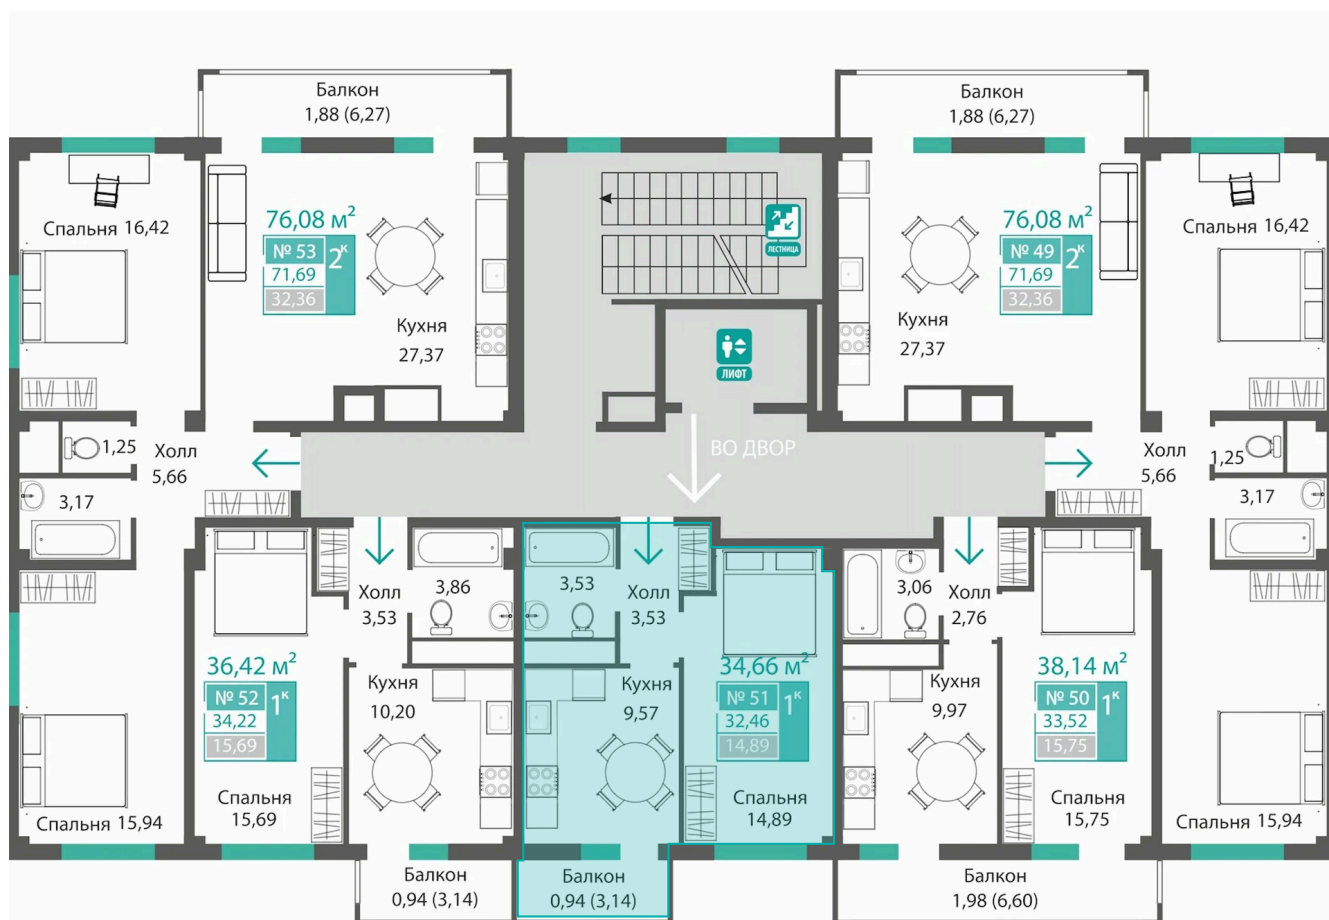 Балкон
1,88 (6,27)
Балкон
1,88 (6,27)
Спальня 16,42
76,08 м²
№ 53
2к
71,69
32,36
Кухня
27,37
ЛЕСТНИЦА
ЛИФТ
76,08 м²
№ 49
2к
71,69
32,36
Кухня
27,37
Спальня 16,42
1,25
Холл
5,66
3,17
ВО ДВОР
Холл
5,66
1,25
3,17
Холл
3,53
3,86
3,53
Холл
3,53
3,06
Холл
2,76
36,42 м²
№ 52
1к
34,22
15,69
Кухня
10,20
Кухня
9,57
34,66 м²
№ 51
1к
32,46
14,89
Кухня
9,97
38,14 м²
№ 50
1к
33,52
15,75
Спальня 15,94
Спальня
15,69
Спальня
14,89
Спальня
15,75
Спальня 15,94
Балкон
0,94 (3,14)
Балкон
0,94 (3,14)
Балкон
1,98 (6,60)